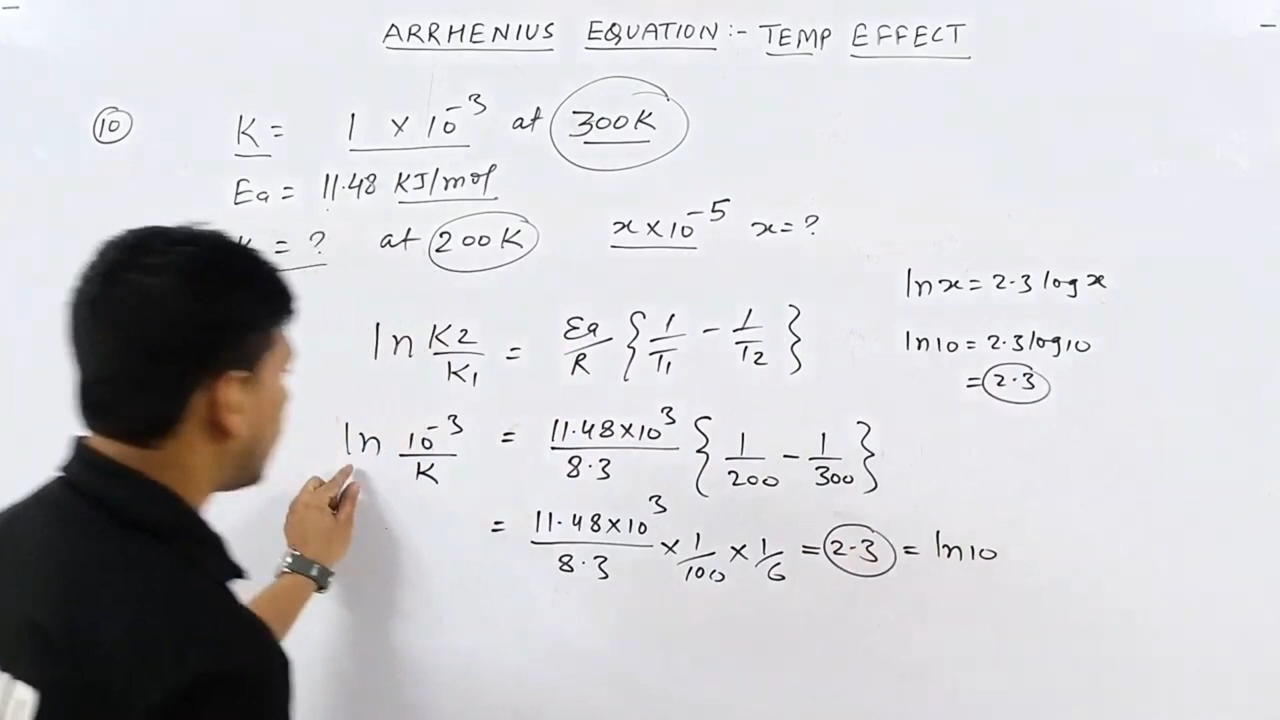 ARRHENIUS EQUATION :- TEMP EFFECT
(10) K = 1 × 10⁻³ at 300K
Ea = 11.48 KJ/mol
= ? at 200K x × 10⁻⁵ x = ?
ln x = 2.3 log x
ln K2/K1 = Ea/R { 1/T1 - 1/T2 }
ln 10 = 2.3 log 10
= 2.3
ln 10⁻³/K = 11.48 × 10³/8.3 { 1/200 - 1/300 }
= 11.48 × 10³/8.3 × 1/100 × 1/6 = 2.3 = ln 10